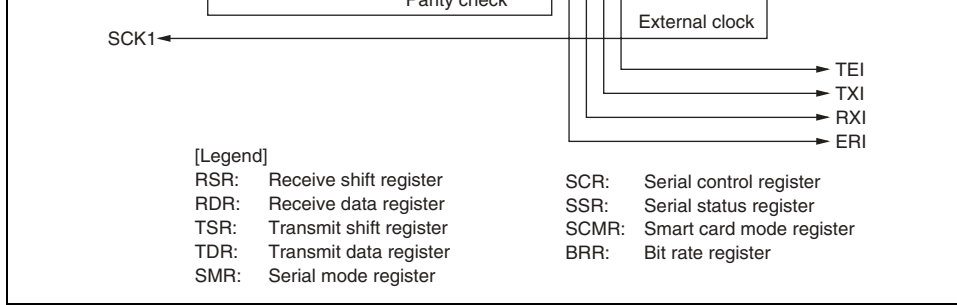 Parity check
External clock
SCK1
TEI
TXI
RXI
ERI
[Legend]
RSR: Receive shift register
RDR: Receive data register
TSR: Transmit shift register
TDR: Transmit data register
SMR: Serial mode register
SCR: Serial control register
SSR: Serial status register
SCMR: Smart card mode register
BRR: Bit rate register